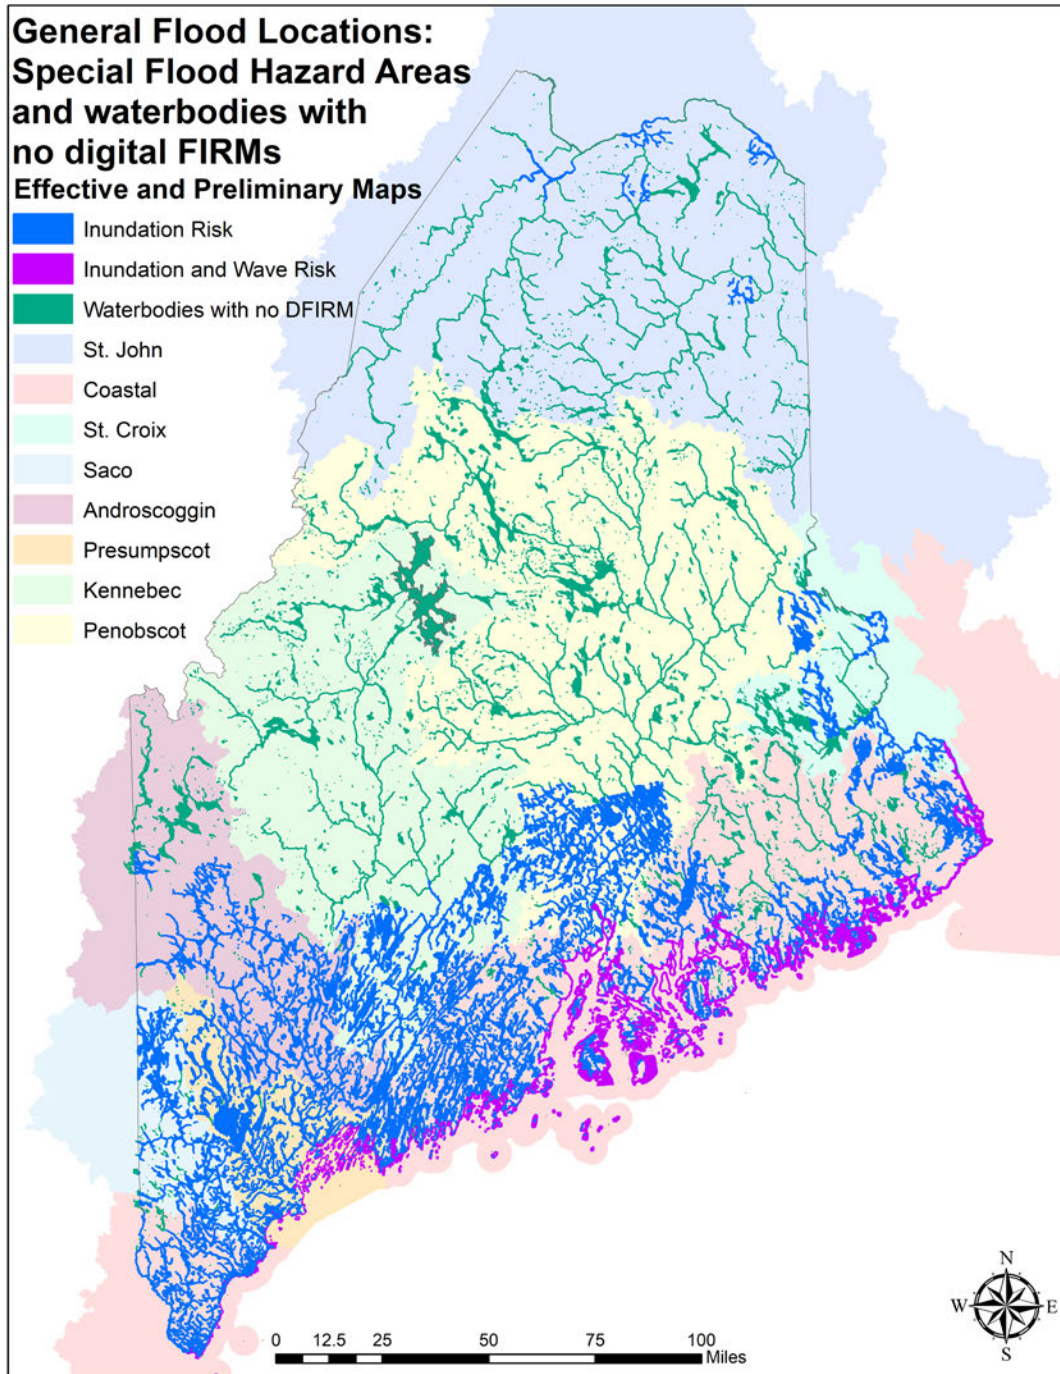 General Flood Locations:
Special Flood Hazard Areas
and waterbodies with
no digital FIRMs
Effective and Preliminary Maps
Inundation Risk
Inundation and Wave Risk
Waterbodies with no DFIRM
St. John
Coastal
St. Croix
Saco
Androscoggin
Presumpscot
Kennebec
Penobscot
N
W E
S
0 12.5 25 50 75 100
Miles